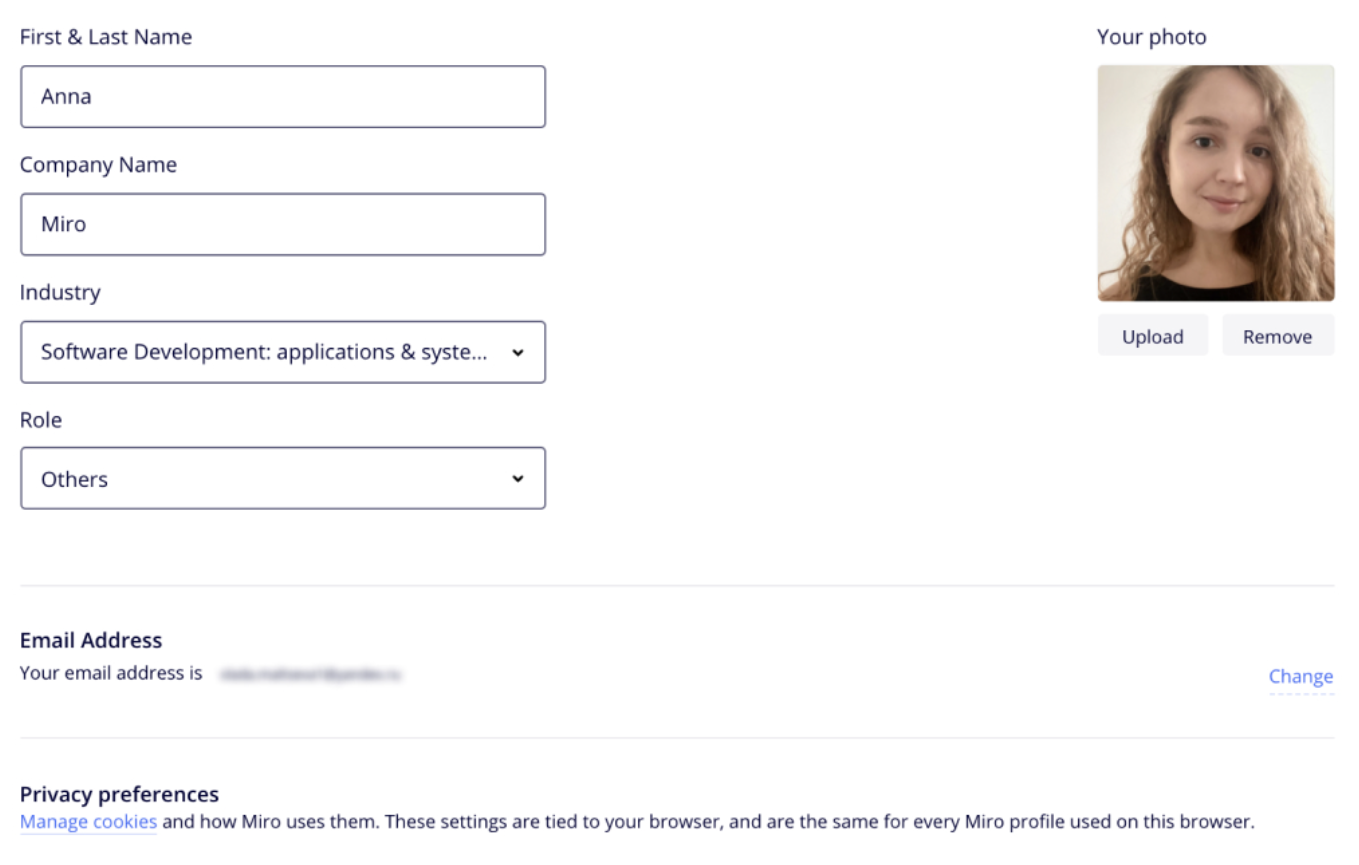 First & Last Name
Your photo
Anna
Company Name
Miro
Industry
Software Development: applications & syste...
Upload
Remove
Role
Others
Email Address
Your email address is
Change
Privacy preferences
Manage cookies and how Miro uses them. These settings are tied to your browser, and are the same for every Miro profile used on this browser.